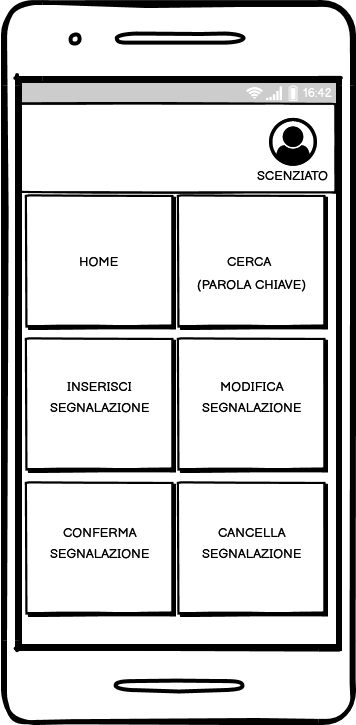 16:42
SCENZIATO
HOME
CERCA
(PAROLA CHIAVE)
INSERISCI
SEGNALAZIONE
MODIFICA
SEGNALAZIONE
CONFERMA
SEGNALAZIONE
CANCELLA
SEGNALAZIONE